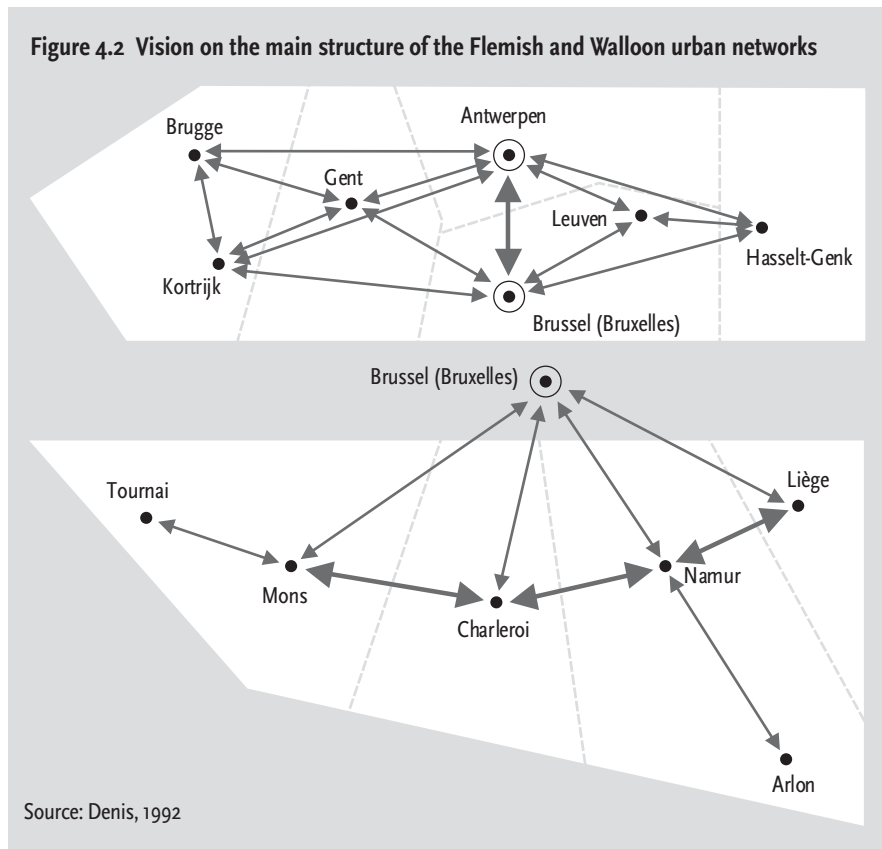 Figure 4.2 Vision on the main structure of the Flemish and Walloon urban networks
Antwerpen
Brugge
Gent
Leuven
Hasselt-Genk
Kortrijk
Brussel (Bruxelles)
Brussel (Bruxelles)
Liège
Tournai
Namur
Mons
Charleroi
Arlon
Source: Denis, 1992